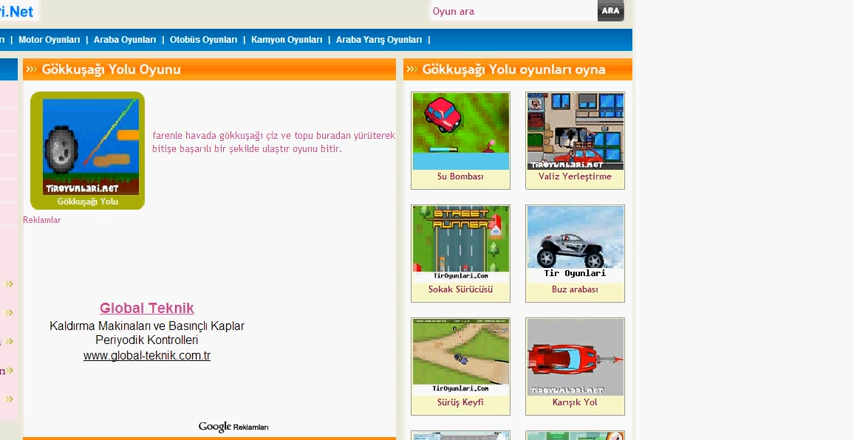 i.Net
Oyun ara
ARA
rı | Motor Oyunları | Araba Oyunları | Otobüs Oyunları | Kamyon Oyunları | Araba Yarış Oyunları |
Gökkuşağı Yolu Oyunu
TIROYUNLARI.NET
Gökkuşağı Yolu
farenle havada gökkuşağı çiz ve topu buradan yürüterek
bitişe başarılı bir şekilde ulaştır oyunu bitir.
Reklamlar
Global Teknik
Kaldırma Makinaları ve Basınçlı Kaplar
Periyodik Kontrolleri
www.global-teknik.com.tr
Google Reklamları
Gökkuşağı Yolu oyunları oyna
Su Bombası
TIROYUNLARI.NET
Valiz Yerleştirme
STREET
RUNNER
TirOyunlari.Com
Sokak Sürücüsü
Tir Oyunlari
Buz arabası
TirOyunlari.Com
Sürüş Keyfi
TIROYUNLARI.NET
Karışık Yol